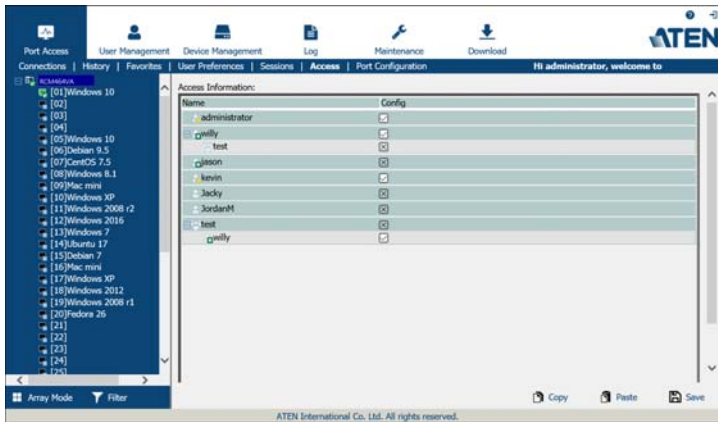 ATEN
Port Access
User Management
Device Management
Log
Maintenance
Download
Connections | History | Favorites | User Preferences | Sessions | Access | Port Configuration
Hi administrator, welcome to
RCM464VA
[01]Windows 10
[02]
[03]
[04]
[05]Windows 10
[06]Debian 9.5
[07]CentOS 7.5
[08]Windows 8.1
[09]Mac mini
[10]Windows XP
[11]Windows 2008 r2
[12]Windows 2016
[13]Windows 7
[14]Ubuntu 17
[15]Debian 7
[16]Mac mini
[17]Windows XP
[18]Windows 2012
[19]Windows 2008 r1
[20]Fedora 26
[21]
[22]
[23]
[24]
[25]
Array Mode
Filter
Access Information:
Name Config
administrator
willy
test
jason
kevin
Jacky
JordanM
test
willy
Copy
Paste
Save
ATEN International Co. Ltd. All rights reserved.